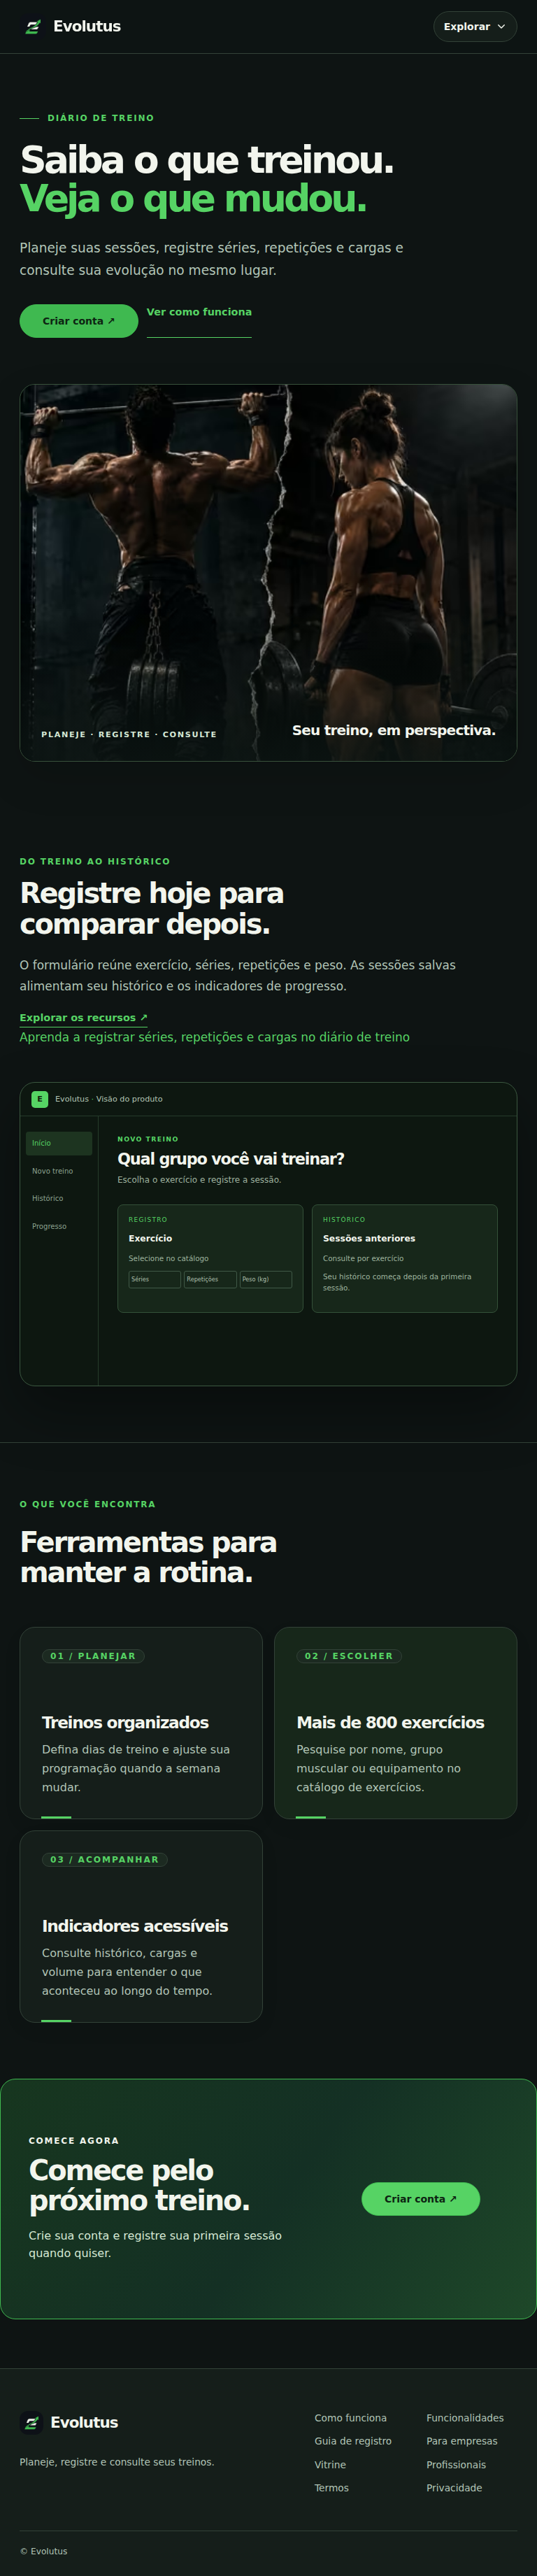 Evolutus
Explorar
DIÁRIO DE TREINO
Saiba o que treinou.
Veja o que mudou.
Planeje suas sessões, registre séries, repetições e cargas e
consulte sua evolução no mesmo lugar.
Criar conta ↗
Ver como funciona
PLANEJE · REGISTRE · CONSULTE
Seu treino, em perspectiva.
DO TREINO AO HISTÓRICO
Registre hoje para
comparar depois.
O formulário reúne exercício, séries, repetições e peso. As sessões salvas
alimentam seu histórico e os indicadores de progresso.
Explorar os recursos ↗
Aprenda a registrar séries, repetições e cargas no diário de treino
E
Evolutus · Visão do produto
Início
Novo treino
Histórico
Progresso
NOVO TREINO
Qual grupo você vai treinar?
Escolha o exercício e registre a sessão.
REGISTRO
Exercício
Selecione no catálogo
Séries
Repetições
Peso (kg)
HISTÓRICO
Sessões anteriores
Consulte por exercício
Seu histórico começa depois da primeira
sessão.
O QUE VOCÊ ENCONTRA
Ferramentas para
manter a rotina.
01 / PLANEJAR
Treinos organizados
Defina dias de treino e ajuste sua
programação quando a semana
mudar.
02 / ESCOLHER
Mais de 800 exercícios
Pesquise por nome, grupo
muscular ou equipamento no
catálogo de exercícios.
03 / ACOMPANHAR
Indicadores acessíveis
Consulte histórico, cargas e
volume para entender o que
aconteceu ao longo do tempo.
COMECE AGORA
Comece pelo
próximo treino.
Crie sua conta e registre sua primeira sessão
quando quiser.
Criar conta ↗
Evolutus
Planeje, registre e consulte seus treinos.
Como funciona
Funcionalidades
Guia de registro
Para empresas
Vitrine
Profissionais
Termos
Privacidade
© Evolutus